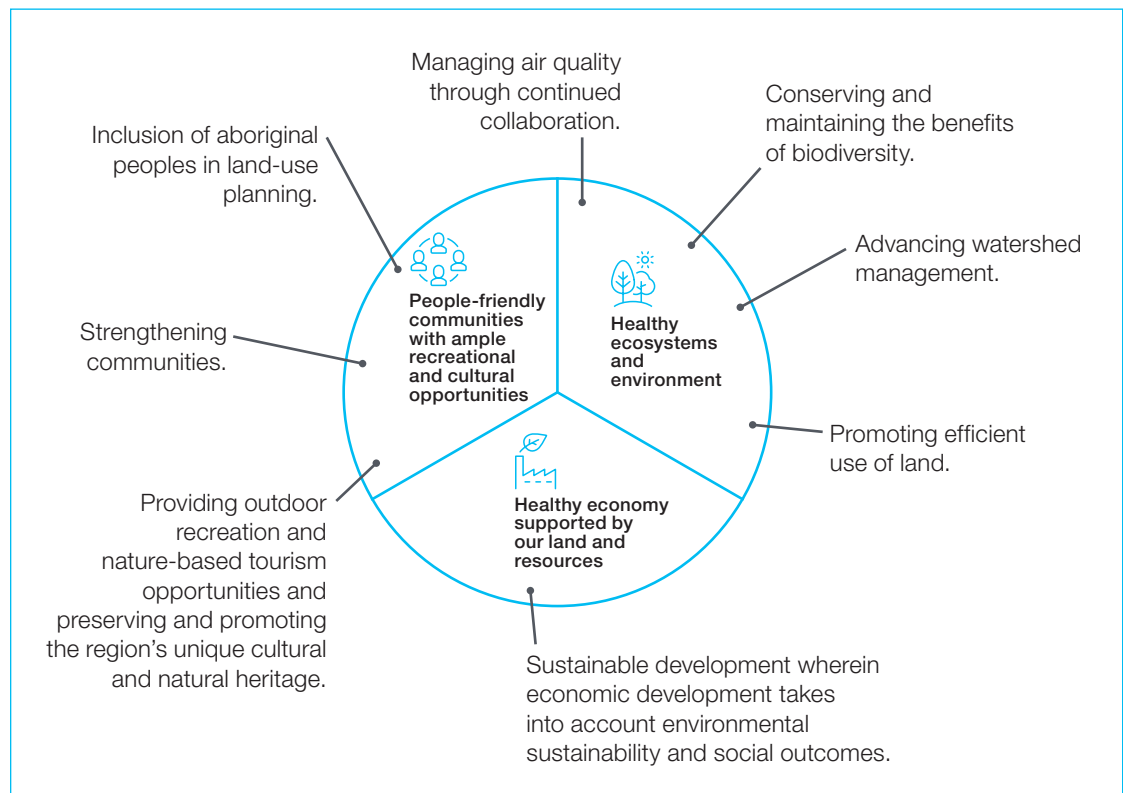 Managing air quality
through continued
collaboration.
Conserving and
maintaining the benefits
of biodiversity.
Inclusion of aboriginal
peoples in land-use
planning.
Advancing watershed
management.
People-friendly
communities
with ample
recreational
and cultural
opportunities
Healthy
ecosystems
and
environment
Strengthening
communities.
Promoting efficient
use of land.
Healthy economy
supported by
our land and
resources
Providing outdoor
recreation and
nature-based tourism
opportunities and
preserving and promoting
the region’s unique cultural
and natural heritage.
Sustainable development wherein
economic development takes
into account environmental
sustainability and social outcomes.